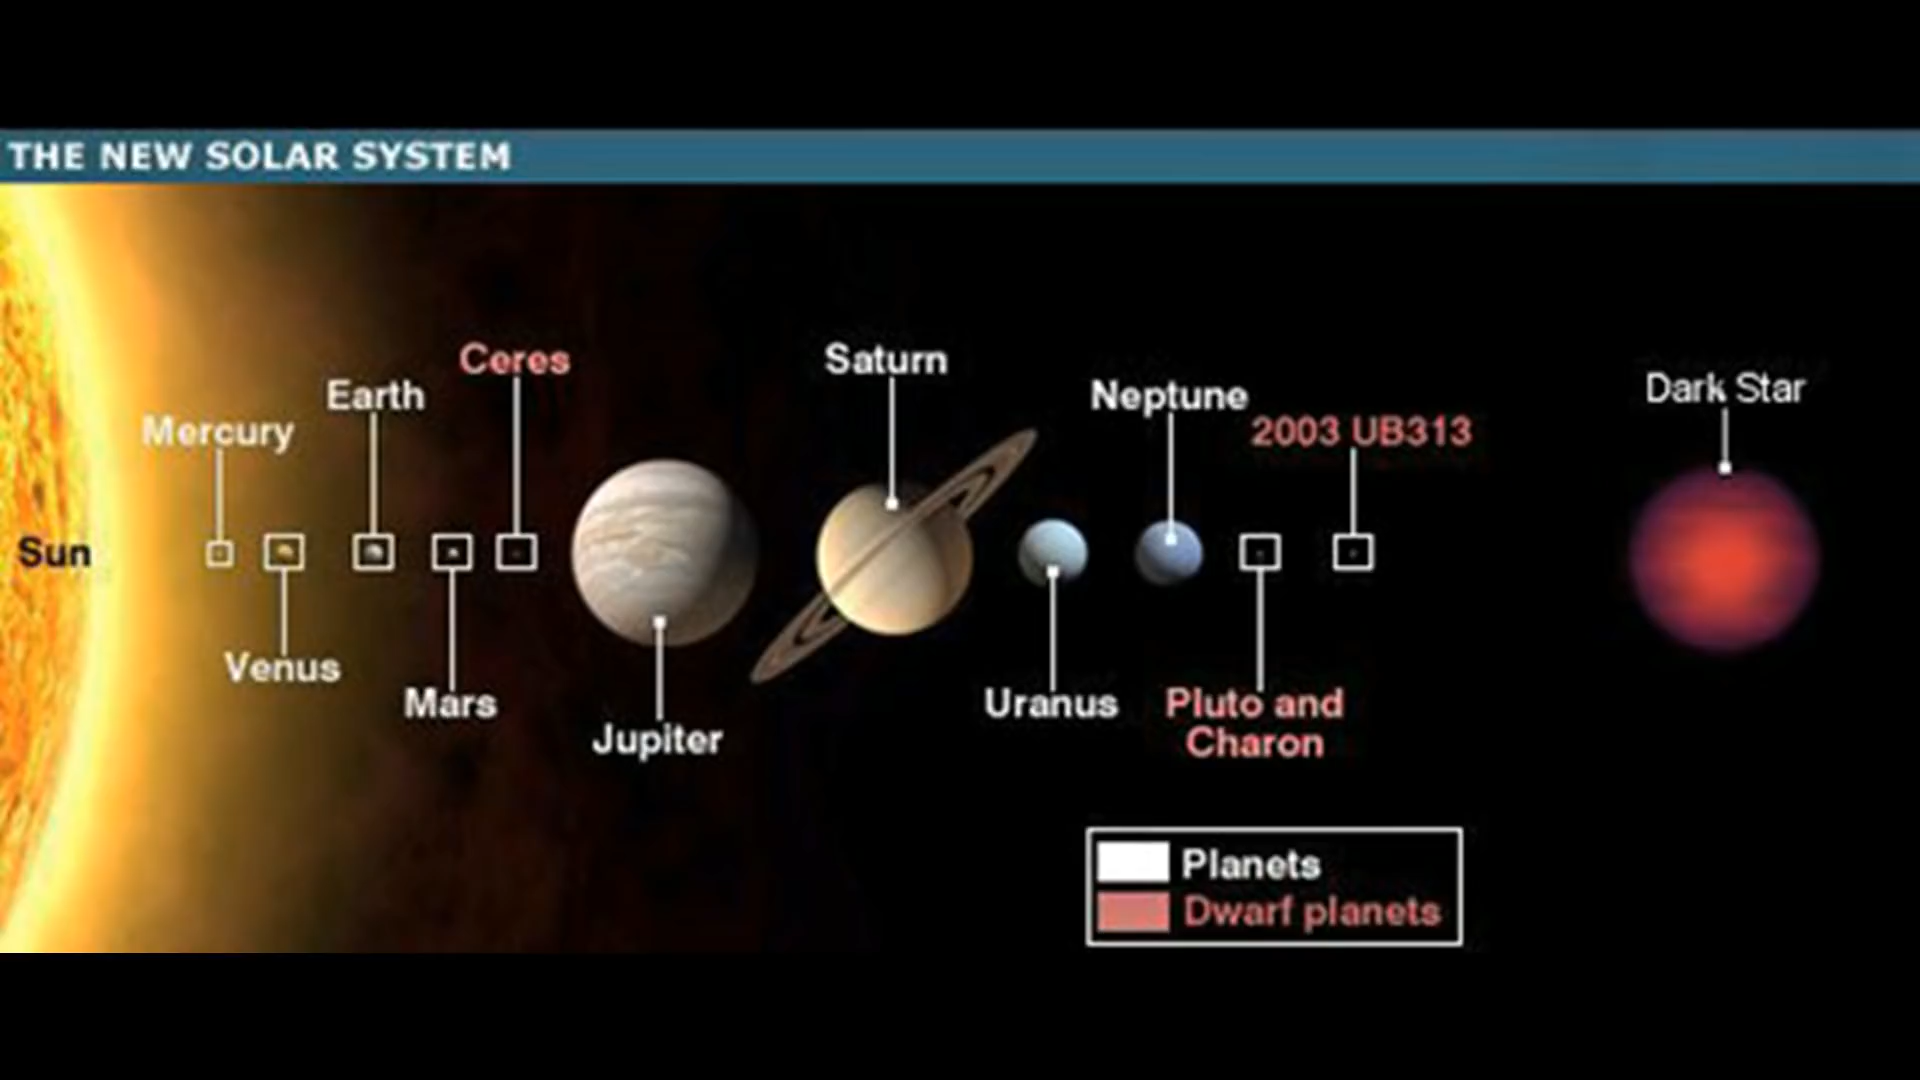 THE NEW SOLAR SYSTEM
Sun
Mercury
Venus
Earth
Mars
Ceres
Jupiter
Saturn
Uranus
Neptune
Pluto and
Charon
2003 UB313
Dark Star
Planets
Dwarf planets